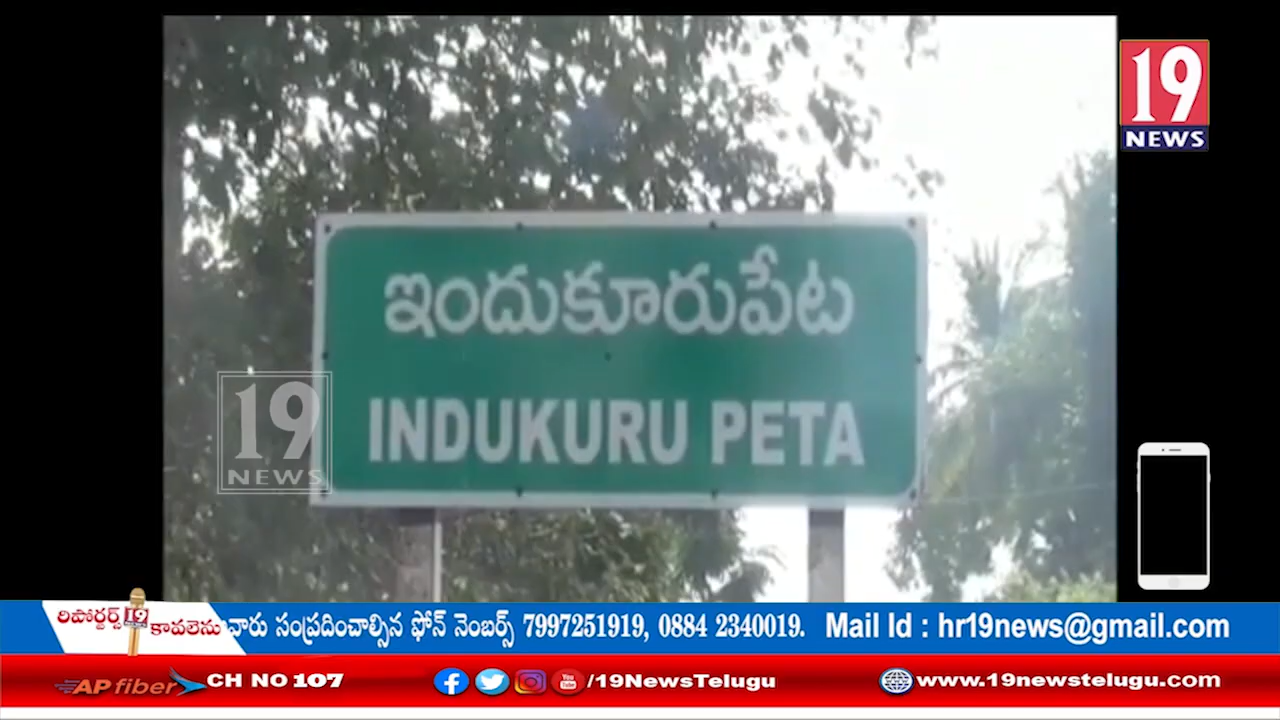 19
NEWS
ఇందుకూరుపేట
INDUKURU PETA
19
NEWS
రిపోర్టర్స్ 19 కావలెను వారు సంప్రదించాల్సిన ఫోన్ నెంబర్స్ 7997251919, 0884 2340019. Mail Id : hr19news@gmail.com
AP fiber CH NO 107 /19NewsTelugu www.19newstelugu.com